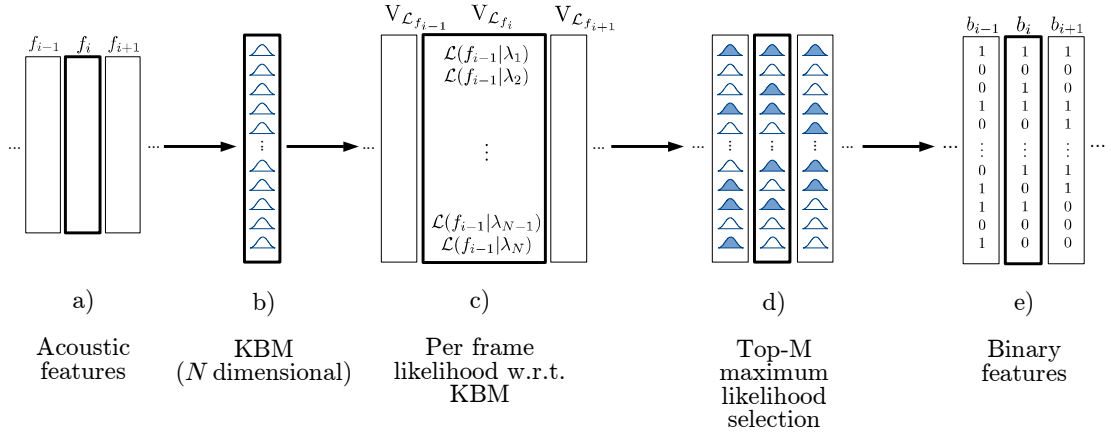 f_{i−1} f_i f_{i+1}
V_{ℒ_{f_{i−1}}} V_{ℒ_{f_i}} V_{ℒ_{f_{i+1}}}
b_{i−1} b_i b_{i+1}
ℒ(f_{i−1}|λ_1)
ℒ(f_{i−1}|λ_2)
⋮
ℒ(f_{i−1}|λ_{N−1})
ℒ(f_{i−1}|λ_N)
1 1 1
0 0 0
0 1 0
1 1 1
0 0 1
⋮ ⋮ ⋮
0 1 1
1 0 1
1 1 0
0 0 0
1 0 0
... ... ... ... ... ... ... ...
a) b) c) d) e)
Acoustic
features
KBM
(N dimensional)
Per frame
likelihood w.r.t.
KBM
Top-M
maximum
likelihood
selection
Binary
features